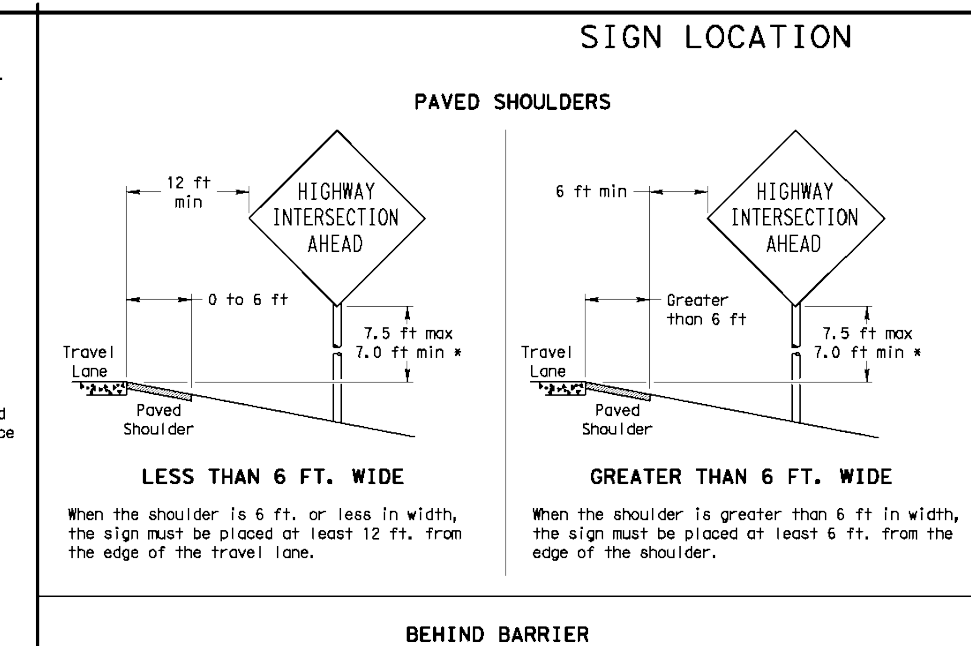 SIGN LOCATION
PAVED SHOULDERS
12 ft
min
HIGHWAY
INTERSECTION
AHEAD
0 to 6 ft
7.5 ft max
7.0 ft min *
Travel
Lane
Paved
Shoulder
LESS THAN 6 FT. WIDE
When the shoulder is 6 ft. or less in width,
the sign must be placed at least 12 ft. from
the edge of the travel lane.
6 ft min
HIGHWAY
INTERSECTION
AHEAD
Greater
than 6 ft
7.5 ft max
7.0 ft min *
Travel
Lane
Paved
Shoulder
GREATER THAN 6 FT. WIDE
When the shoulder is greater than 6 ft in width,
the sign must be placed at least 6 ft. from the
edge of the shoulder.
BEHIND BARRIER